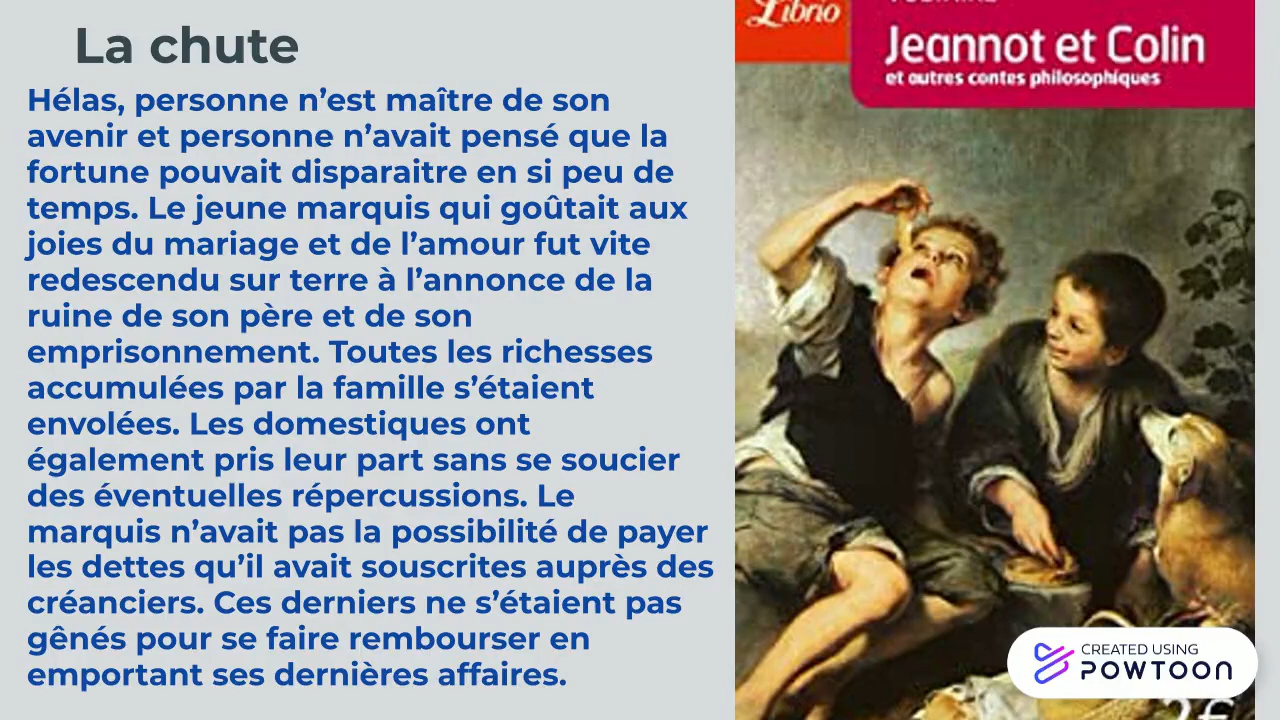 La chute
Hélas, personne n’est maître de son
avenir et personne n’avait pensé que la
fortune pouvait disparaitre en si peu de
temps. Le jeune marquis qui goûtait aux
joies du mariage et de l’amour fut vite
redescendu sur terre à l’annonce de la
ruine de son père et de son
emprisonnement. Toutes les richesses
accumulées par la famille s’étaient
envolées. Les domestiques ont
également pris leur part sans se soucier
des éventuelles répercussions. Le
marquis n’avait pas la possibilité de payer
les dettes qu’il avait souscrites auprès des
créanciers. Ces derniers ne s’étaient pas
gênés pour se faire rembourser en
emportant ses dernières affaires.
Librio
Jeannot et Colin
et autres contes philosophiques
CREATED USING
POWTOON
2€